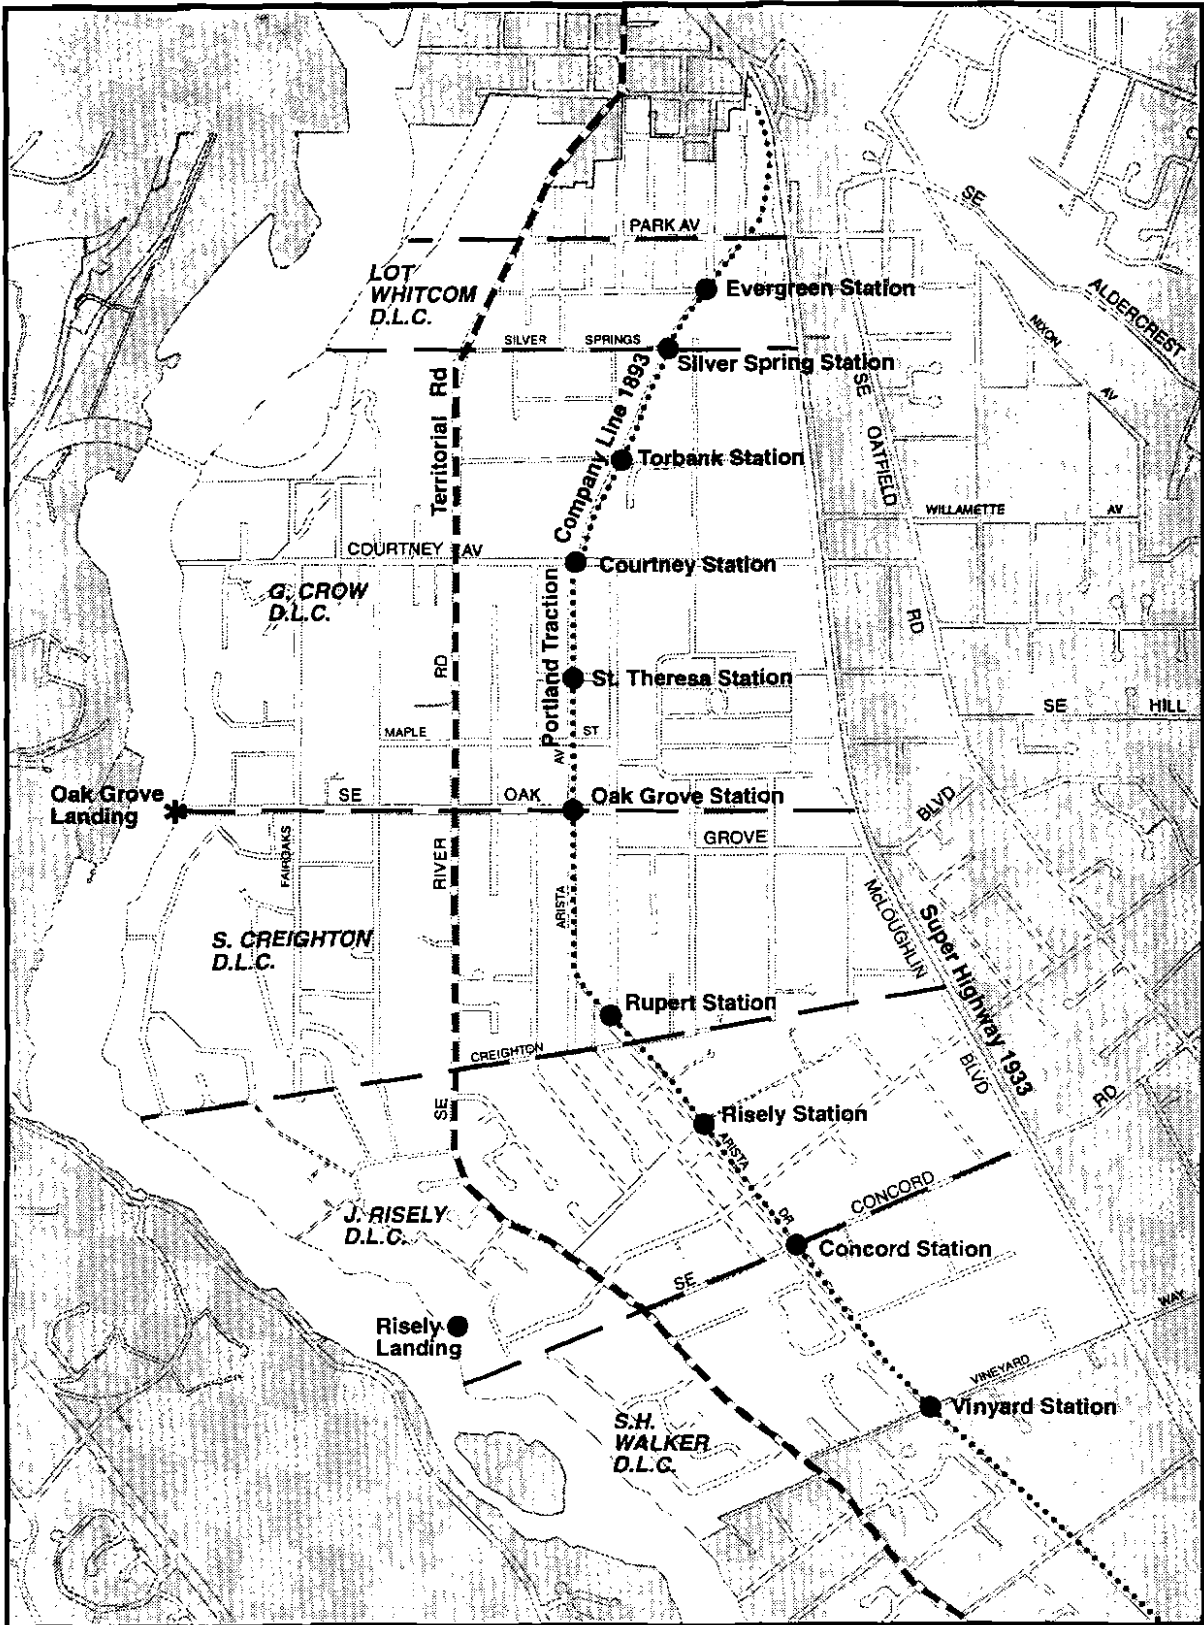 PARK AV
SE
LOT
WHITCOM
D.L.C.
Evergreen Station
ALDERCREST
NIXON
AV
SILVER SPRINGS
Silver Spring Station
Territorial Rd
Company Line 1893
SE
OATFIELD
RD
Torbank Station
WILLAMETTE AV
COURTNEY AV
Courtney Station
G. CROW
D.L.C.
Portland Traction
RD
St. Theresa Station
SE HILL
MAPLE
ST
AV
Oak Grove
Landing
SE OAK
Oak Grove Station
BLVD
GROVE
FAIROAKS
RIVER
ARISTA
McLOUGHLIN
Super Highway 1933
BLVD
S. CREIGHTON
D.L.C.
Rupert Station
CREIGHTON
SE
RD
Risely Station
ARISTA
DR
CONCORD
J. RISELY
D.L.C.
Concord Station
SE
Risely
Landing
WAY
VINEYARD
Vinyard Station
S.H.
WALKER
D.L.C.
C